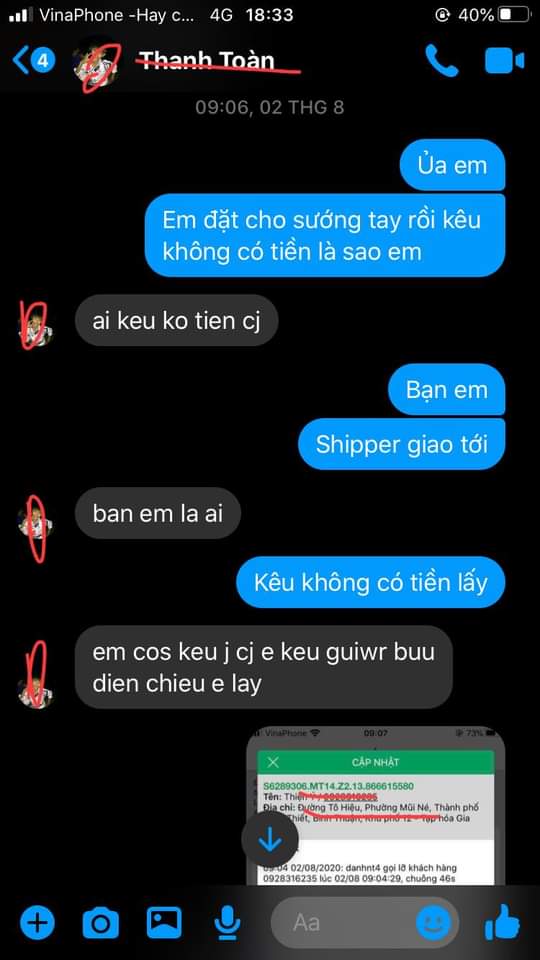 VinaPhone -Hay c... 4G 18:33 40%
4
Thanh Toàn
09:06, 02 THG 8
Ủa em
Em đặt cho sướng tay rồi kêu
không có tiền là sao em
ai keu ko tien cj
Bạn em
Shipper giao tới
ban em la ai
Kêu không có tiền lấy
em cos keu j cj e keu guiwr buu
dien chieu e lay
VinaPhone 09:07 73%
CẬP NHẬT
S6289306.MT14.Z2.13.866615580
Tên: Thiện
Địa chỉ: Đường Tô Hiệu, Phường Mũi Né, Thành phố
Thiết, Bình Thuận, Khu phố 12 - Tạp hóa Gia
09:04 02/08/2020: danhnt4 gọi lỡ khách hàng
0928316235 lúc 02/08 09:04:29, chuông 46s
Aa